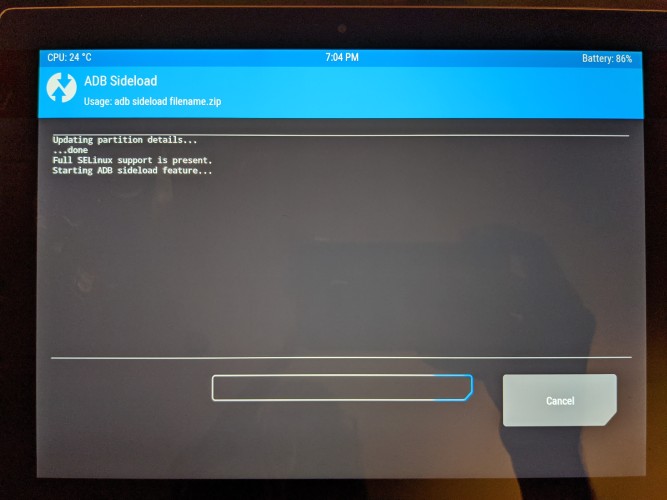 CPU: 24 °C 7:04 PM Battery: 86%
ADB Sideload
Usage: adb sideload filename.zip
Updating partition details...
...done
Full SELinux support is present.
Starting ADB sideload feature...
Cancel